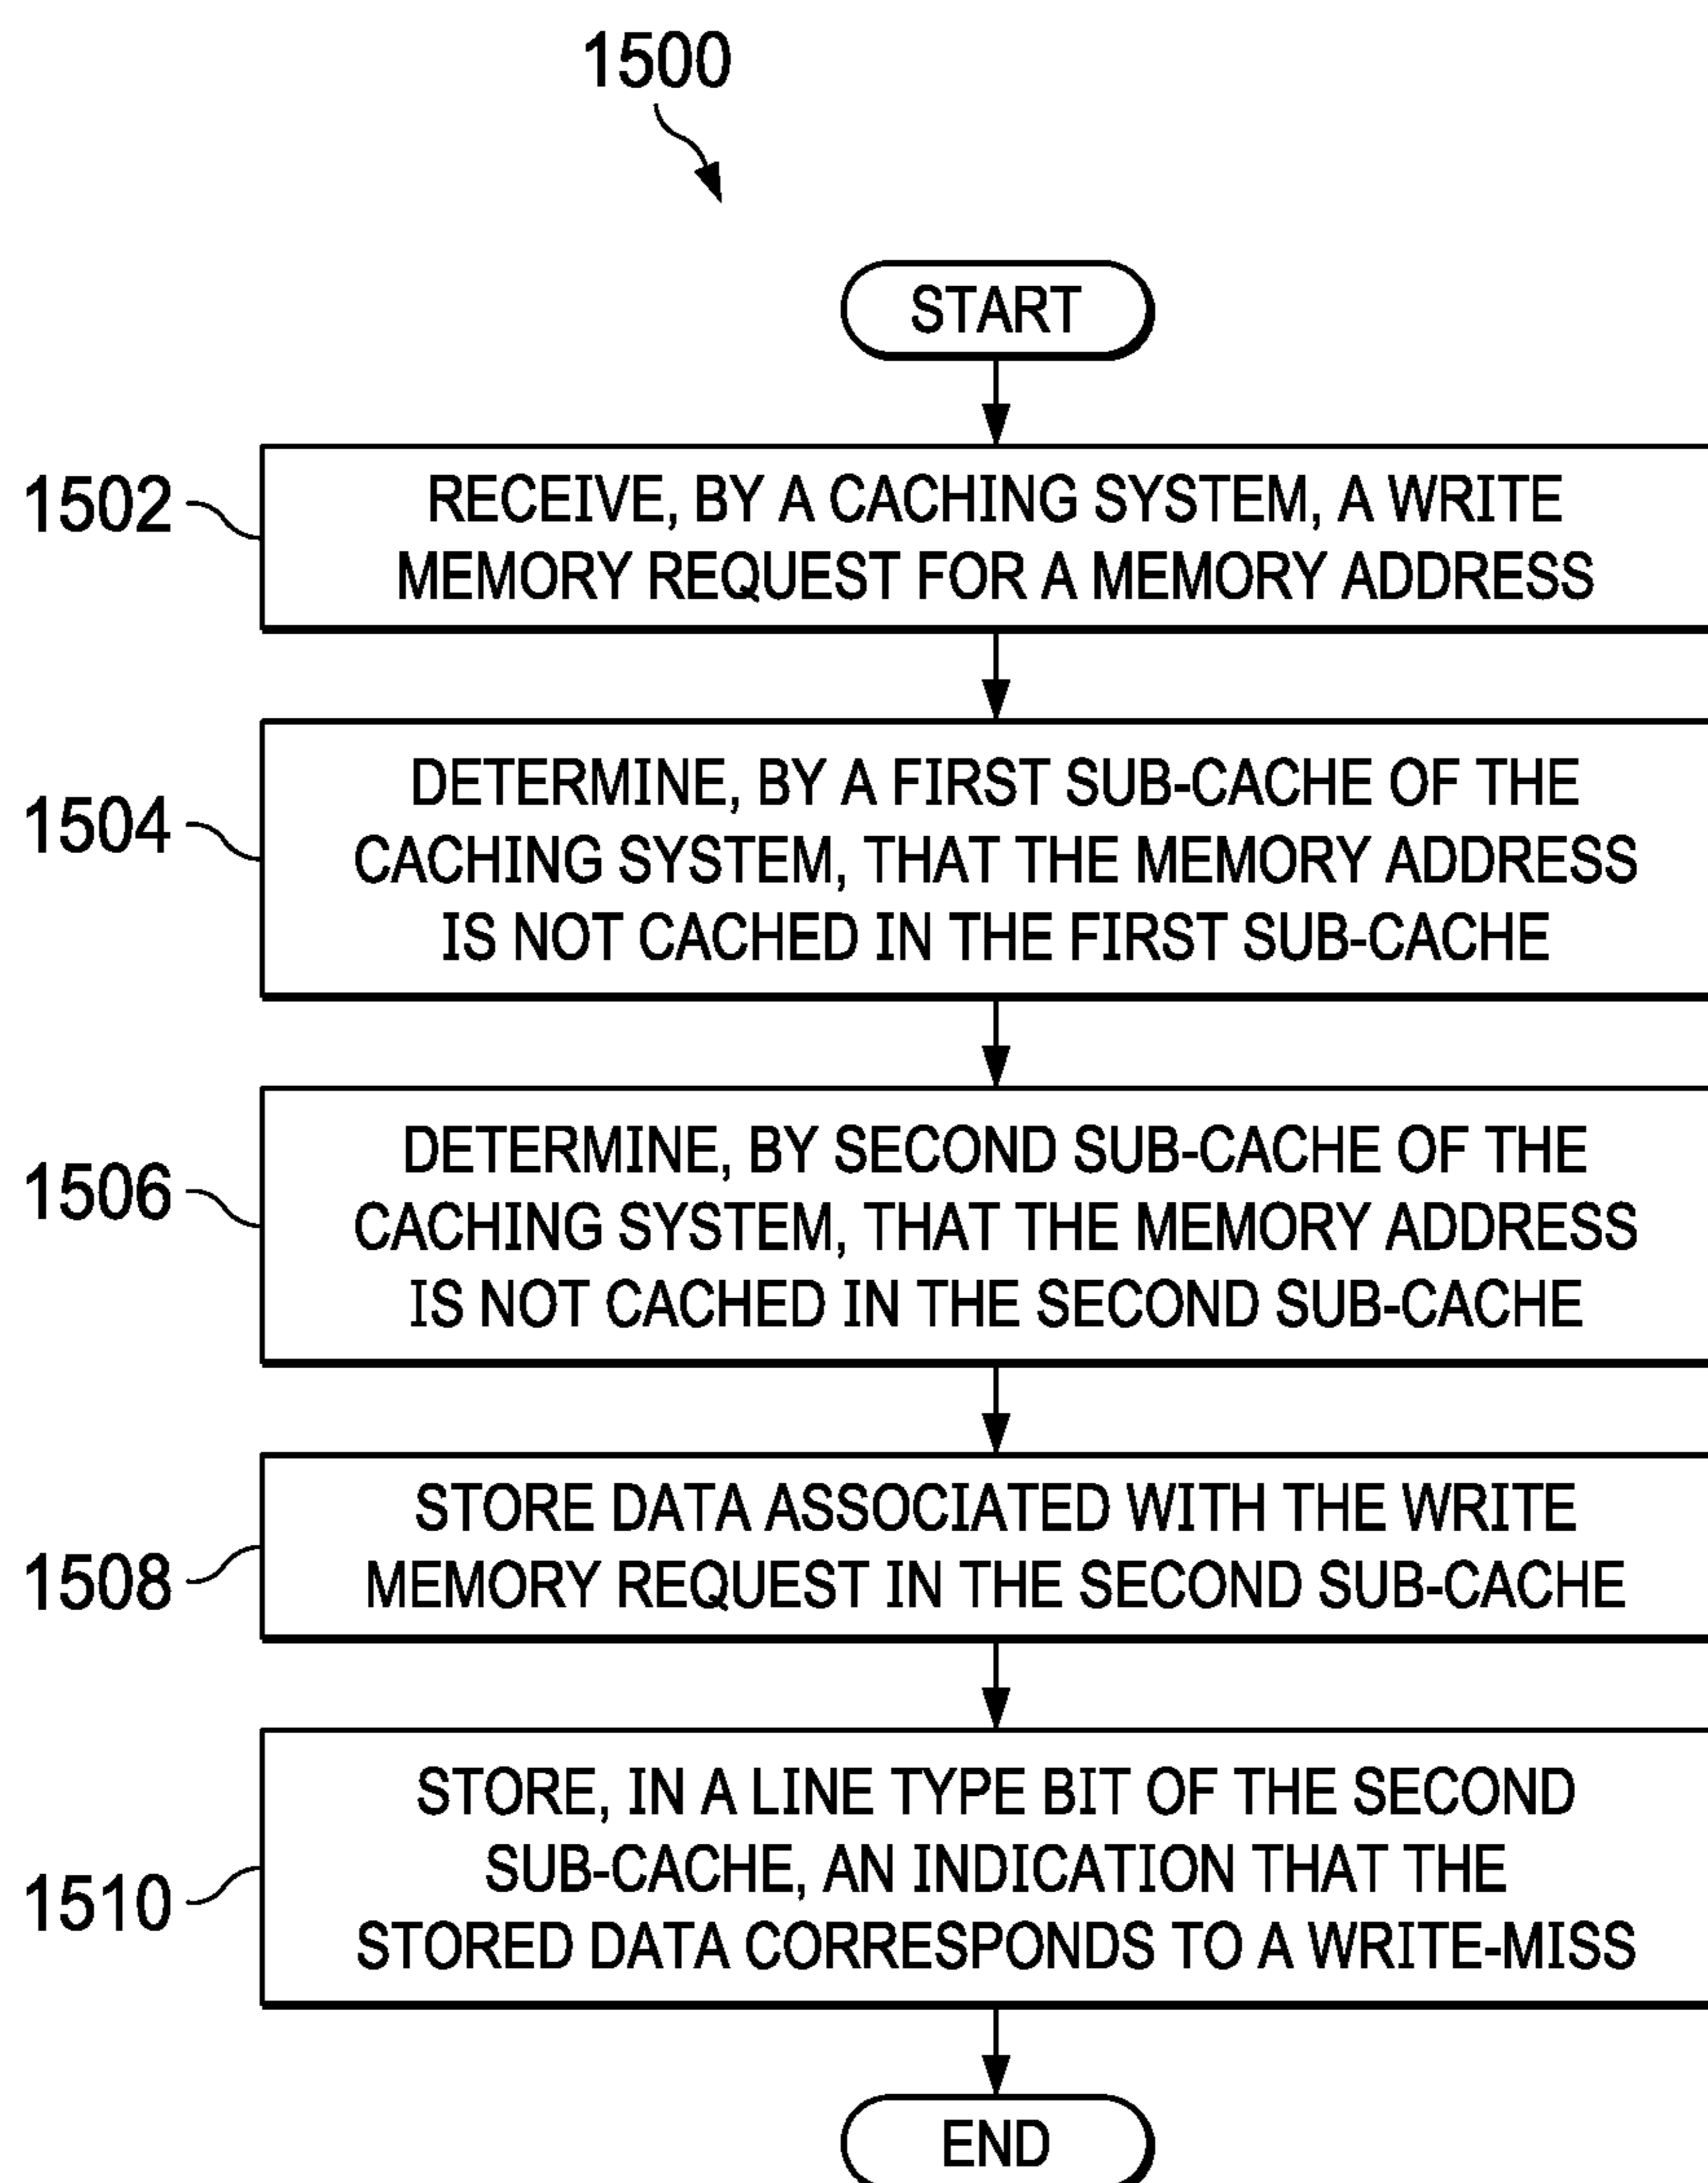 1500
START
1502
RECEIVE, BY A CACHING SYSTEM, A WRITE
MEMORY REQUEST FOR A MEMORY ADDRESS
1504
DETERMINE, BY A FIRST SUB-CACHE OF THE
CACHING SYSTEM, THAT THE MEMORY ADDRESS
IS NOT CACHED IN THE FIRST SUB-CACHE
1506
DETERMINE, BY SECOND SUB-CACHE OF THE
CACHING SYSTEM, THAT THE MEMORY ADDRESS
IS NOT CACHED IN THE SECOND SUB-CACHE
1508
STORE DATA ASSOCIATED WITH THE WRITE
MEMORY REQUEST IN THE SECOND SUB-CACHE
1510
STORE, IN A LINE TYPE BIT OF THE SECOND
SUB-CACHE, AN INDICATION THAT THE
STORED DATA CORRESPONDS TO A WRITE-MISS
END